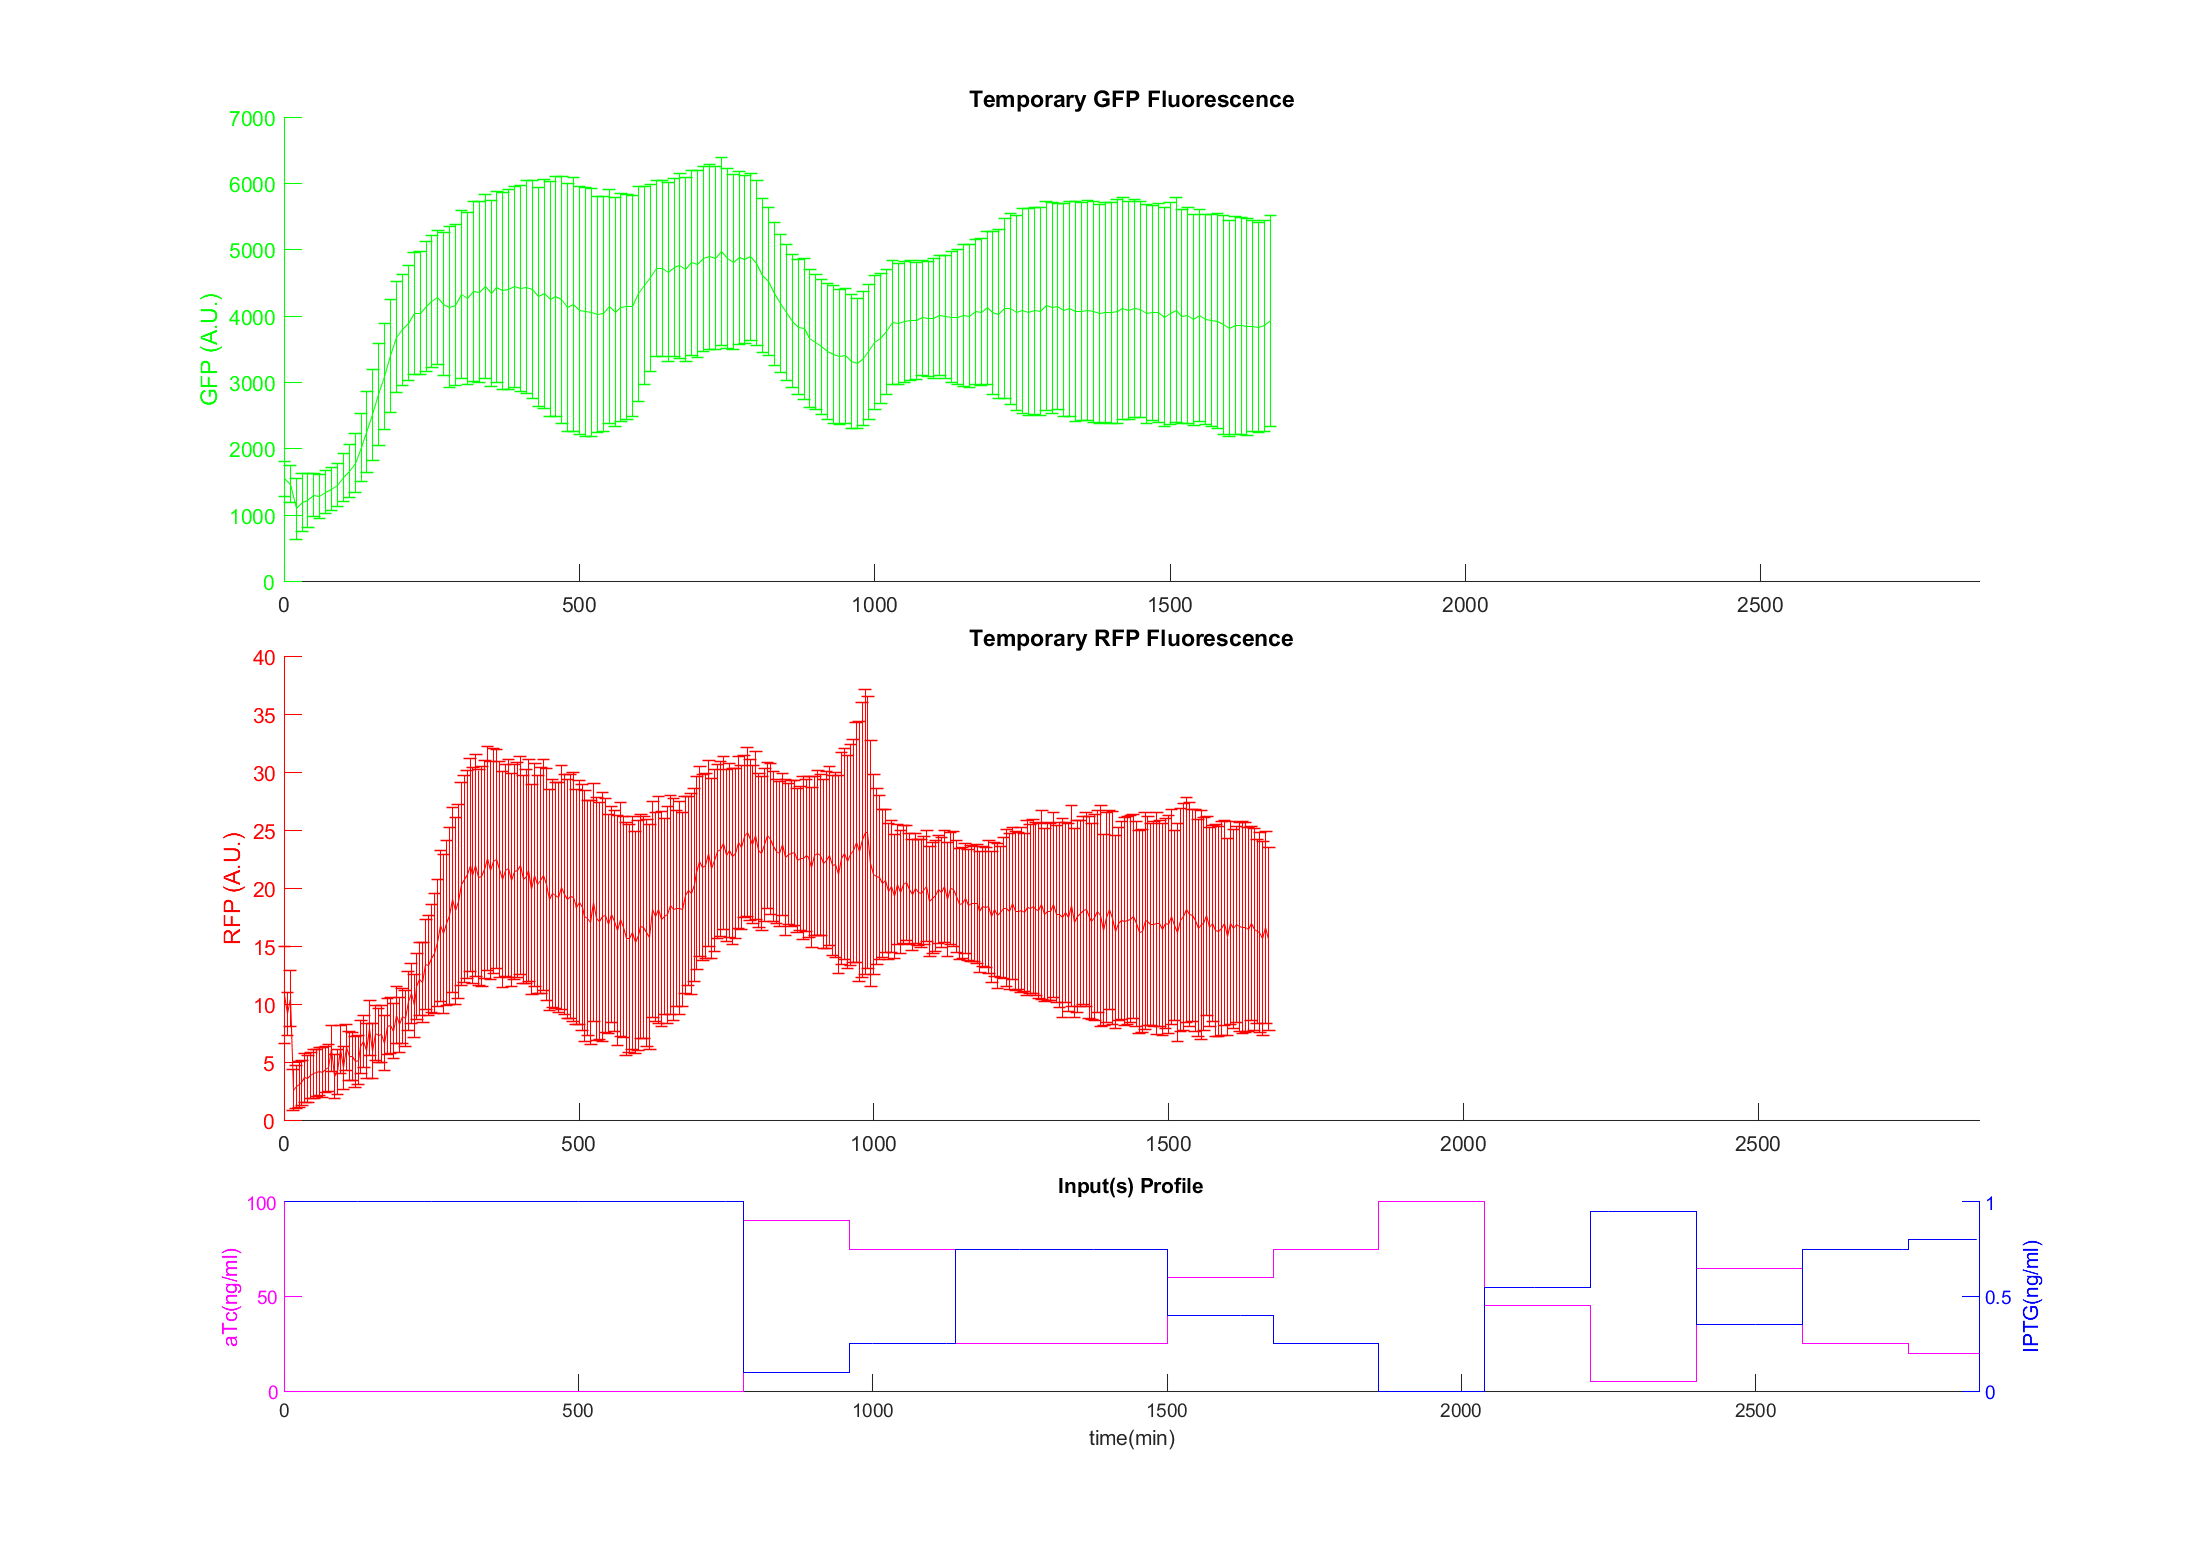 Temporary GFP Fluorescence
7000
6000
5000
4000
3000
2000
1000
0
GFP (A.U.)
0 500 1000 1500 2000 2500
Temporary RFP Fluorescence
40
35
30
25
20
15
10
5
0
RFP (A.U.)
0 500 1000 1500 2000 2500
Input(s) Profile
100
50
0
aTc(ng/ml)
1
0.5
0
IPTG(ng/ml)
0 500 1000 1500 2000 2500
time(min)